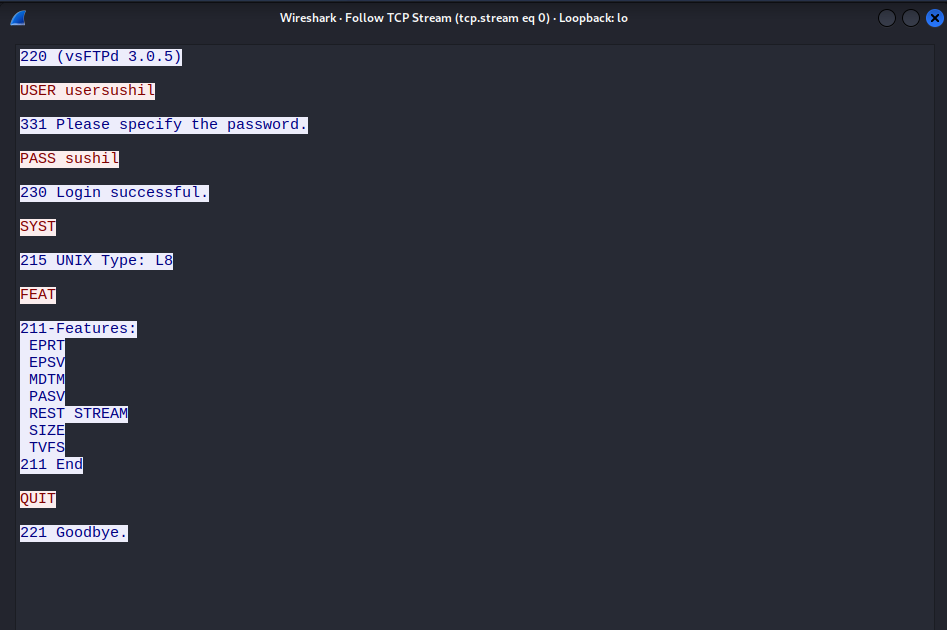 Wireshark · Follow TCP Stream (tcp.stream eq 0) · Loopback: lo
220 (vsFTPd 3.0.5)
USER usersushil
331 Please specify the password.
PASS sushil
230 Login successful.
SYST
215 UNIX Type: L8
FEAT
211-Features:
EPRT
EPSV
MDTM
PASV
REST STREAM
SIZE
TVFS
211 End
QUIT
221 Goodbye.